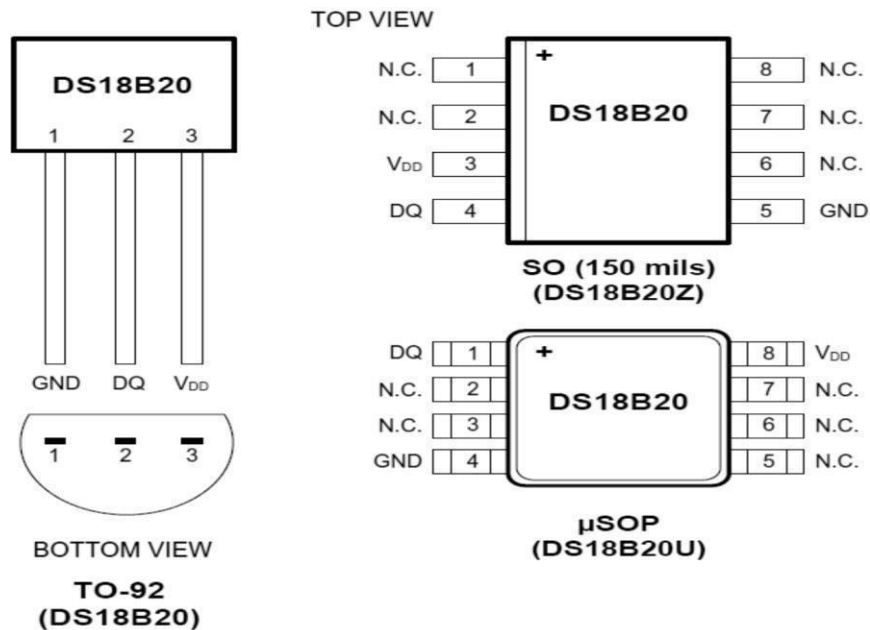 TOP VIEW
DS18B20
1 2 3
GND DQ VDD
1 2 3
BOTTOM VIEW
TO-92
(DS18B20)
+
DS18B20
N.C. 1 8 N.C.
N.C. 2 7 N.C.
VDD 3 6 N.C.
DQ 4 5 GND
SO (150 mils)
(DS18B20Z)
+
DS18B20
DQ 1 8 VDD
N.C. 2 7 N.C.
N.C. 3 6 N.C.
GND 4 5 N.C.
µSOP
(DS18B20U)